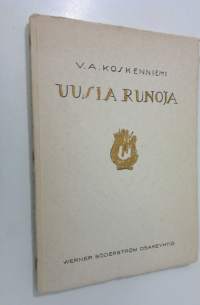 V. A. KOSKENNIEMI
UUSIA RUNOJA
WERNER SÖDERSTRÖM OSAKEYHTIÖ